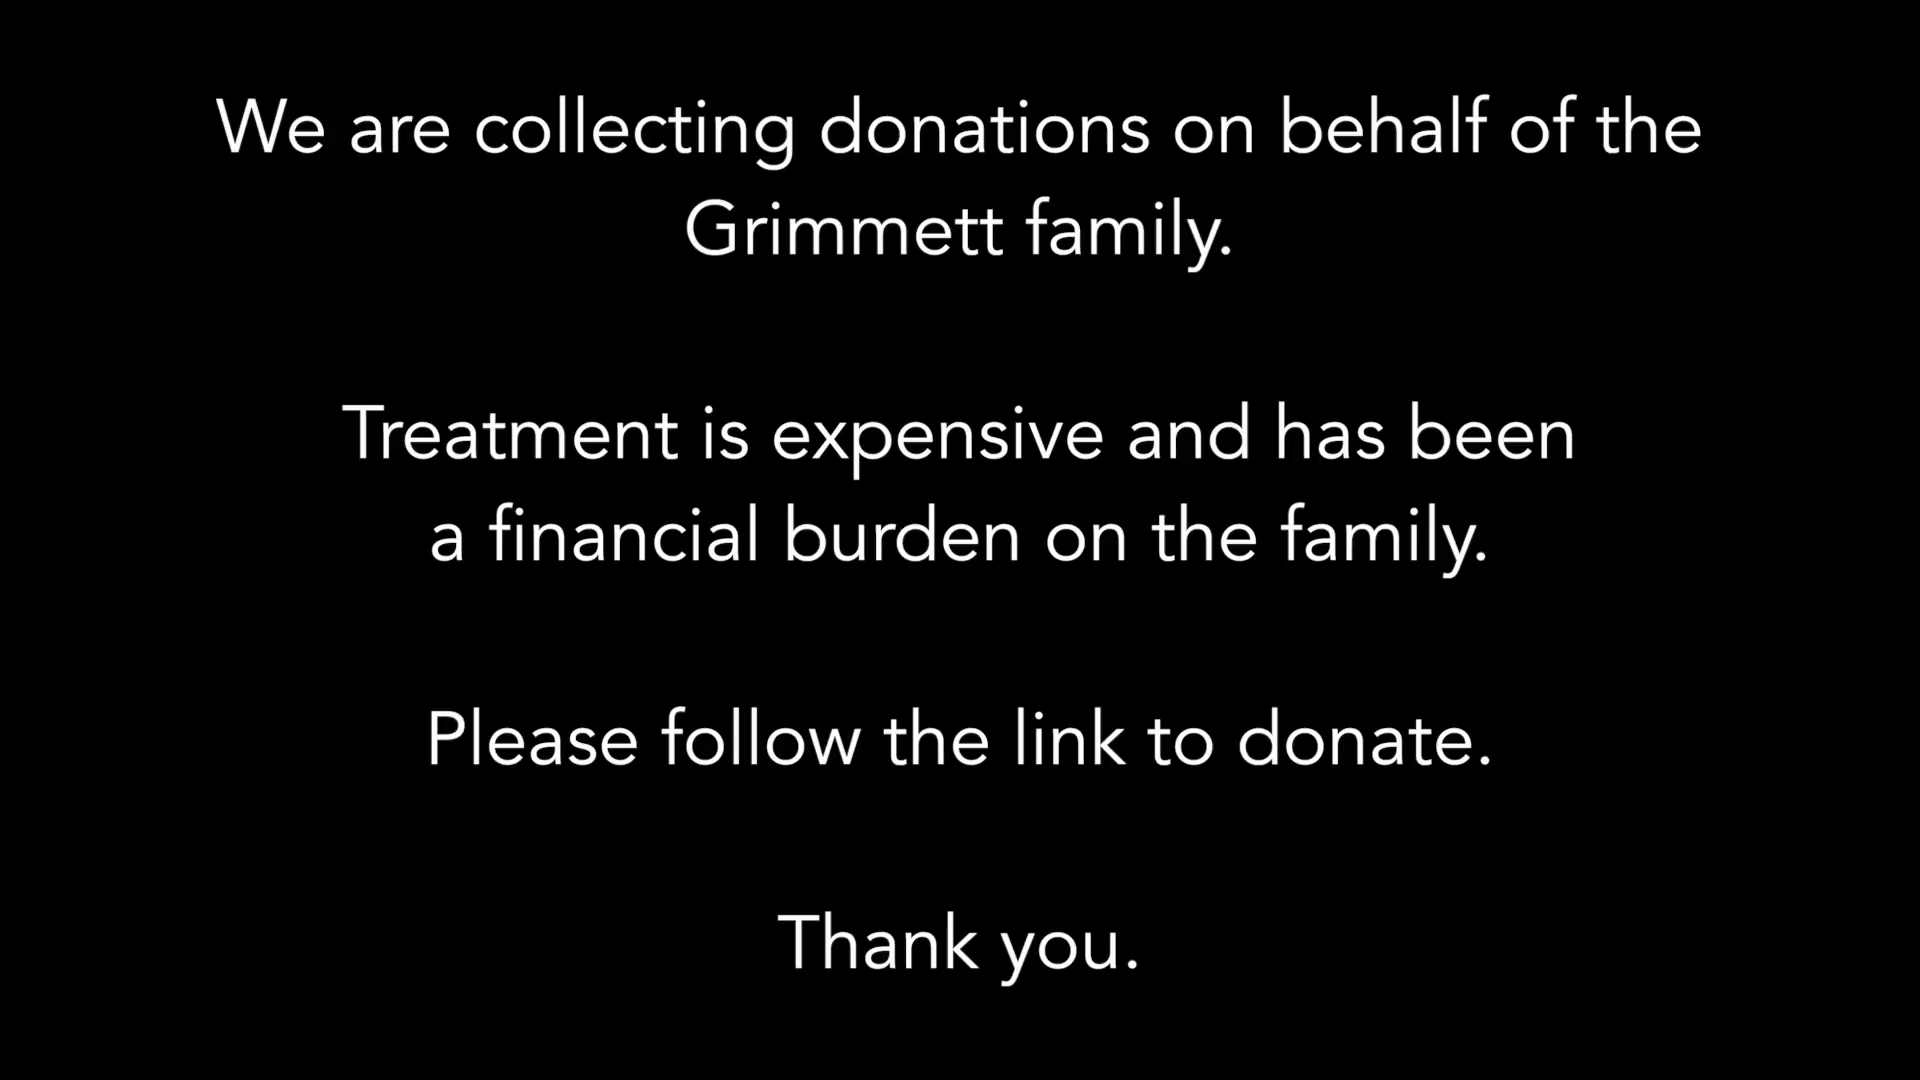 We are collecting donations on behalf of the
Grimmett family.
Treatment is expensive and has been
a financial burden on the family.
Please follow the link to donate.
Thank you.